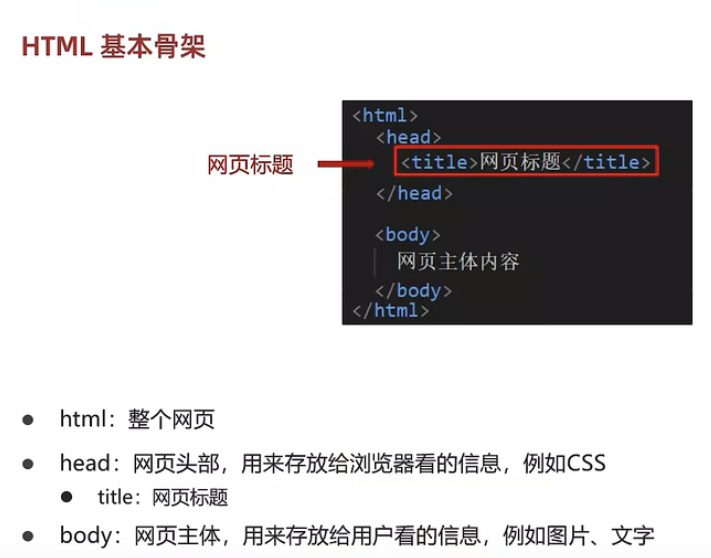 HTML 基本骨架
<html>
<head>
网页标题
<title>网页标题</title>
</head>
<body>
网页主体内容
</body>
</html>
● html：整个网页
● head：网页头部，用来存放给浏览器看的信息，例如CSS
● title：网页标题
● body：网页主体，用来存放给用户看的信息，例如图片、文字